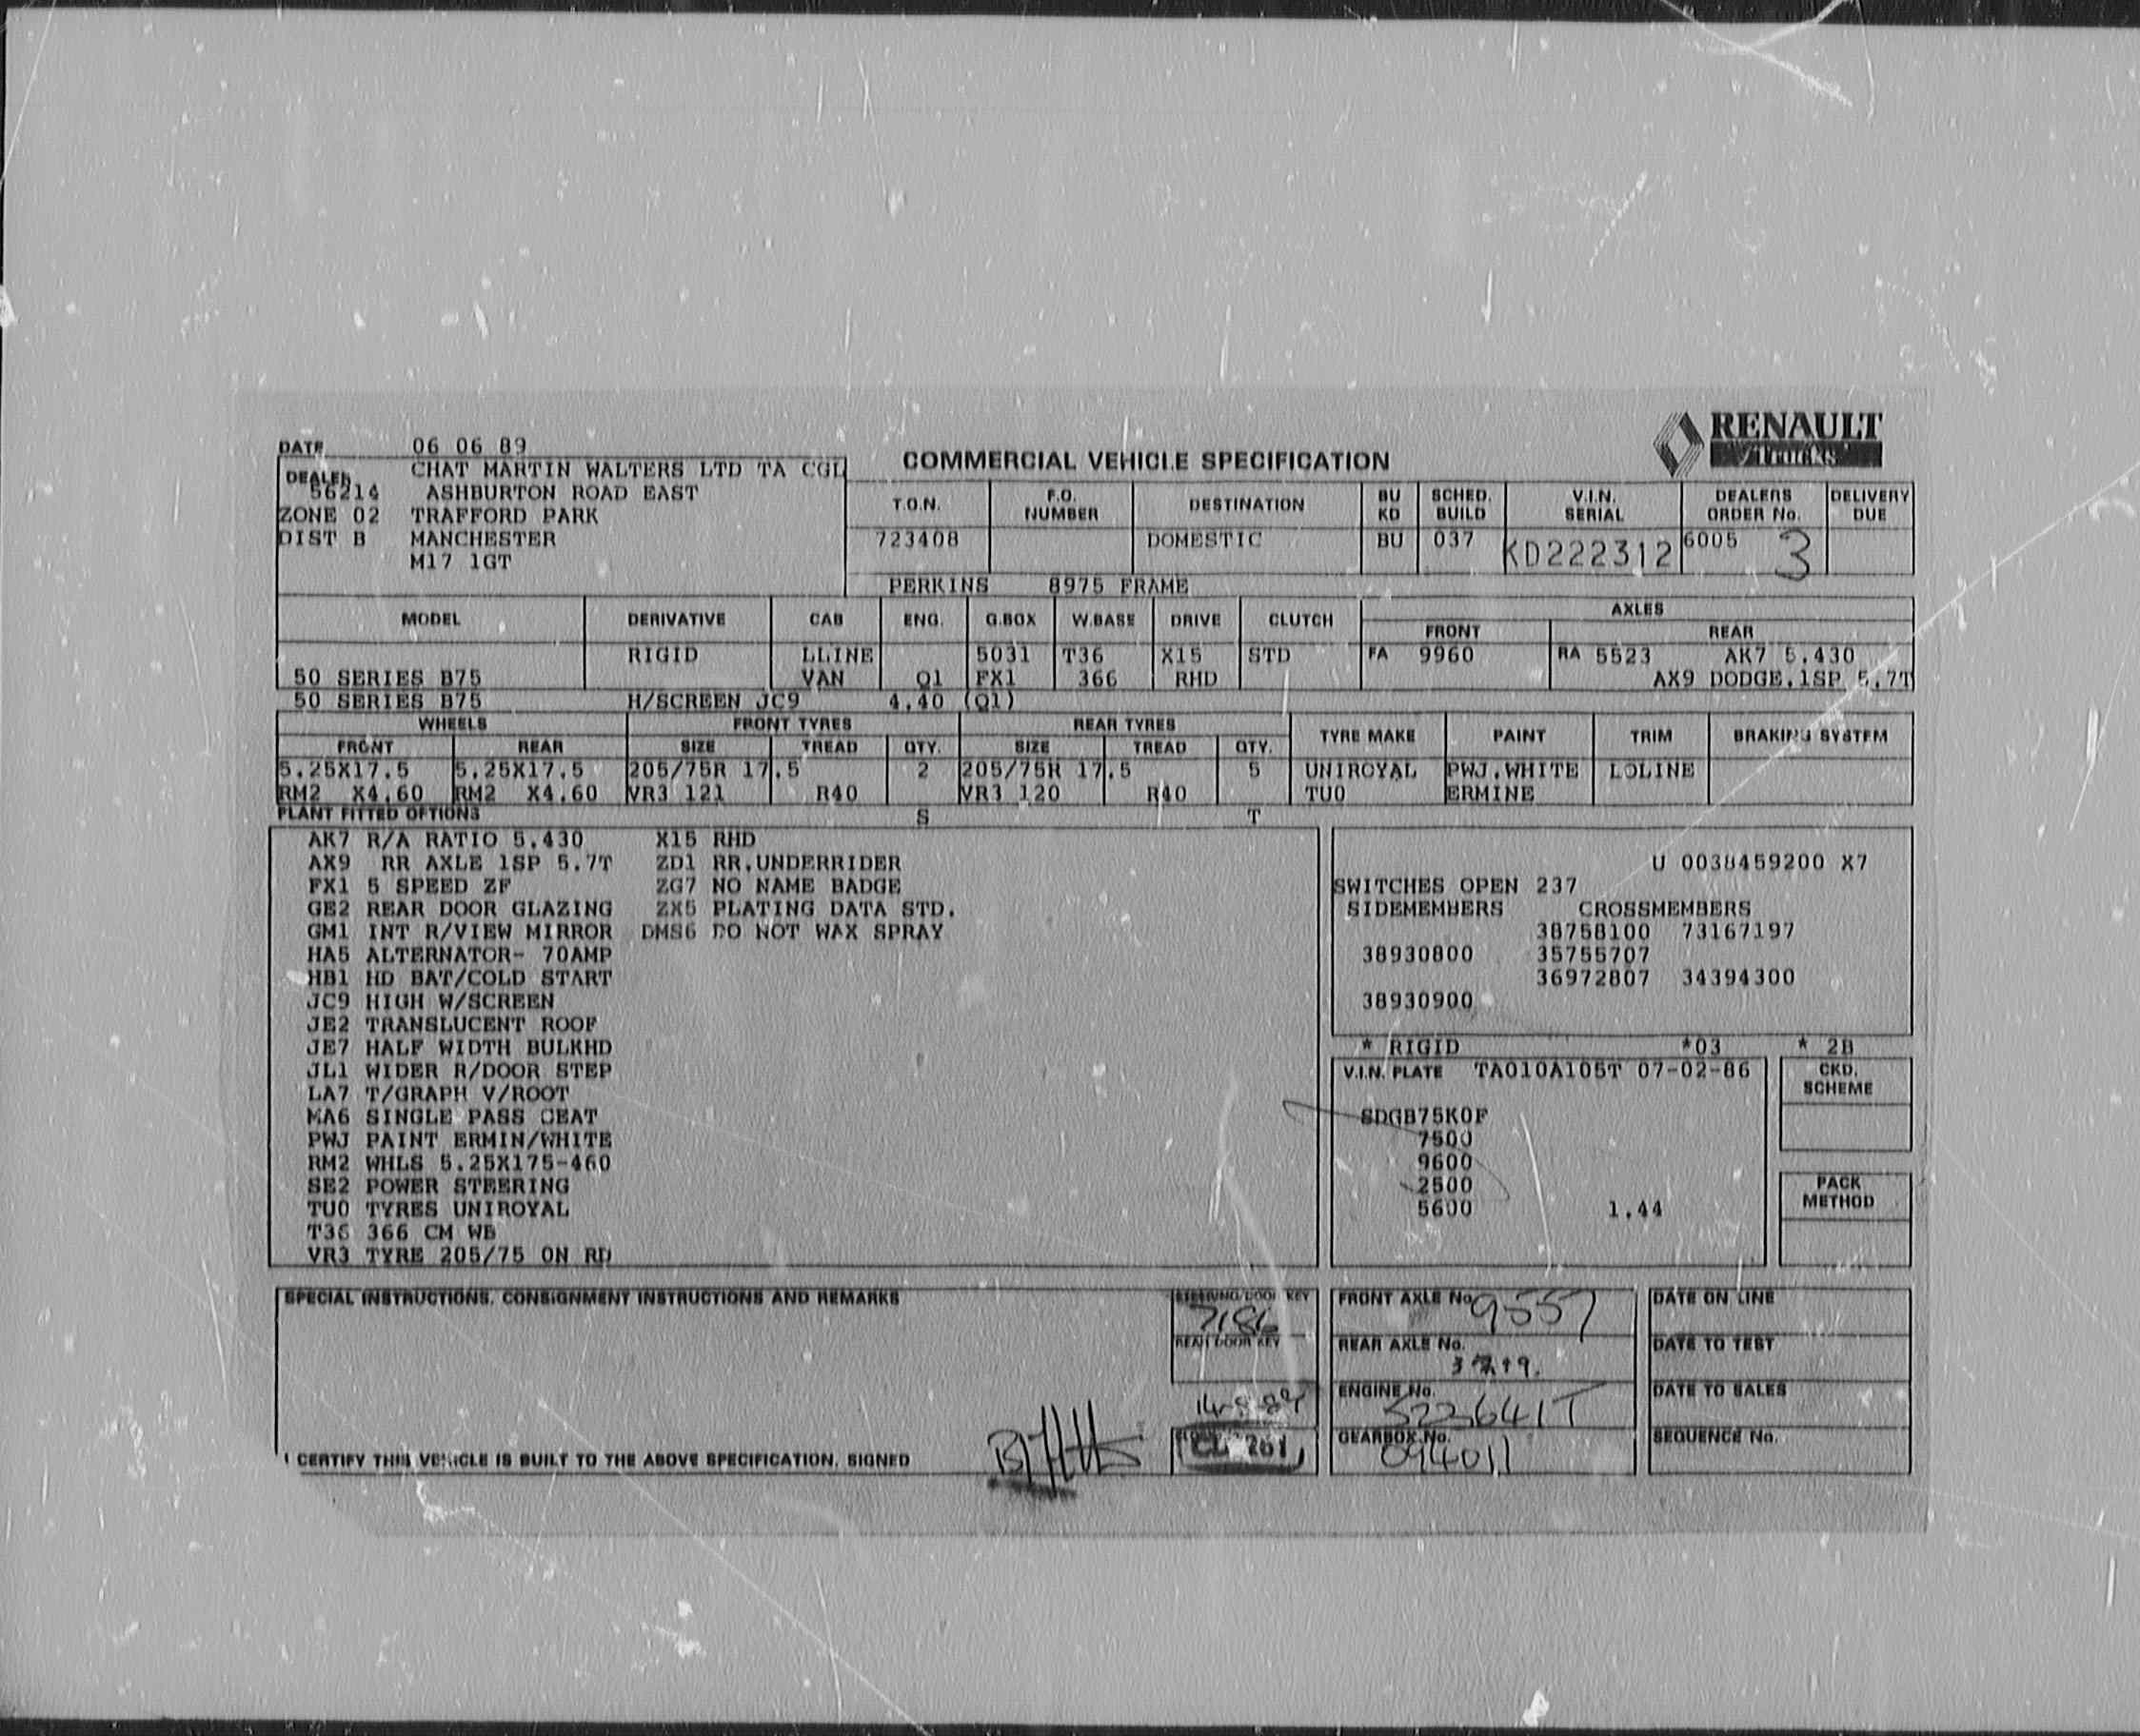 RENAULT
Trucks
DATE 06 06 89
COMMERCIAL VEHICLE SPECIFICATION
DEALER CHAT MARTIN WALTERS LTD TA CGL
56214 ASHBURTON ROAD EAST
ZONE 02 TRAFFORD PARK
DIST B MANCHESTER
M17 1GT
T.O.N. F.O. NUMBER DESTINATION BU KD SCHED. BUILD V.I.N. SERIAL DEALERS ORDER No. DELIVERY DUE
723408 DOMESTIC BU 037 KD222312 6005 3
PERKINS 8975 FRAME
MODEL DERIVATIVE CAB ENG. G.BOX W.BASE DRIVE CLUTCH AXLES
FRONT REAR
RIGID LLINE 5031 T36 X15 STD FA 9960 RA 5523 AK7 5.430
50 SERIES B75 VAN Q1 FX1 366 RHD AX9 DODGE.1SP 5.7T
50 SERIES B75 H/SCREEN JC9 4.40 (Q1)
WHEELS FRONT TYRES REAR TYRES TYRE MAKE PAINT TRIM BRAKING SYSTEM
FRONT REAR SIZE TREAD QTY. SIZE TREAD QTY.
5.25X17.5 5.25X17.5 205/75R 17.5 2 205/75R 17.5 5 UNIROYAL PWJ.WHITE LOLINE
RM2 X4.60 RM2 X4.60 VR3 121 R40 VR3 120 R40 TU0 ERMINE
PLANT FITTED OPTIONS S T
AK7 R/A RATIO 5.430 X15 RHD
AX9 RR AXLE 1SP 5.7T ZD1 RR.UNDERRIDER
FX1 5 SPEED ZF ZG7 NO NAME BADGE
GE2 REAR DOOR GLAZING ZX5 PLATING DATA STD.
GM1 INT R/VIEW MIRROR DMS6 DO NOT WAX SPRAY
HA5 ALTERNATOR- 70AMP
HB1 HD BAT/COLD START
JC9 HIGH W/SCREEN
JE2 TRANSLUCENT ROOF
JE7 HALF WIDTH BULKHD
JL1 WIDER R/DOOR STEP
LA7 T/GRAPH V/ROOT
MA6 SINGLE PASS SEAT
PWJ PAINT ERMIN/WHITE
RM2 WHLS 5.25X175-460
SE2 POWER STEERING
TU0 TYRES UNIROYAL
T36 366 CM WB
VR3 TYRE 205/75 ON RD
U 0038459200 X7
SWITCHES OPEN 237
SIDEMEMBERS CROSSMEMBERS
38758100 73167197
38930800 35755707
36972807 34394300
38930900
* RIGID *03 * 2B
V.I.N. PLATE TA010A105T 07-02-86
SDGB75K0F
7500
9600
2500
5600 1.44
CKD. SCHEME
PACK METHOD
SPECIAL INSTRUCTIONS, CONSIGNMENT INSTRUCTIONS AND REMARKS
DOOR KEY
7186
REAR DOOR KEY
CL 261
FRONT AXLE No. 9557
REAR AXLE No.
ENGINE No. 5223641T
GEARBOX No. 094011
DATE ON LINE
DATE TO TEST
DATE TO SALES
SEQUENCE No.
I CERTIFY THIS VEHICLE IS BUILT TO THE ABOVE SPECIFICATION. SIGNED